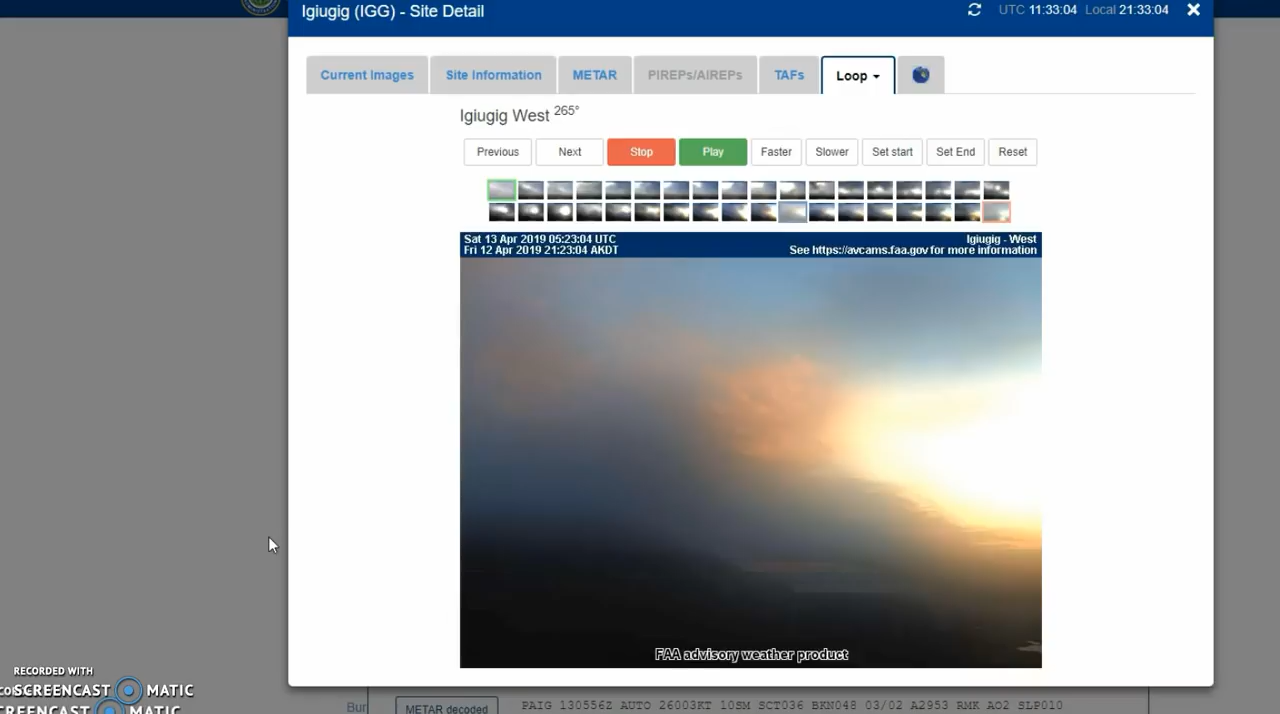 Igiugig (IGG) - Site Detail
UTC 11:33:04 Local 21:33:04
Current Images
Site Information
METAR
PIREPs/AIREPs
TAFs
Loop
Igiugig West 265°
Previous
Next
Stop
Play
Faster
Slower
Set start
Set End
Reset
Sat 13 Apr 2019 05:23:04 UTC
Fri 12 Apr 2019 21:23:04 AKDT
Igiugig - West
See https://avcams.faa.gov for more information
FAA advisory weather product
RECORDED WITH
SCREENCAST MATIC
SCREENCAST MATIC
Bur
METAR decoded
PAIG 130556Z AUTO 26003KT 10SM SCT036 BKN048 03/02 A2953 RMK AO2 SLP010